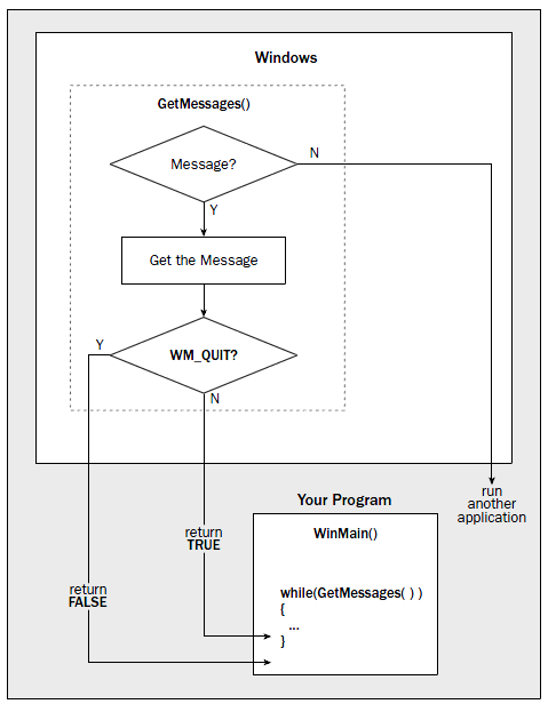 Windows
GetMessages()
Message?
N
Y
Get the Message
WM_QUIT?
Y
N
run
another
application
Your Program
WinMain()
return
TRUE
while(GetMessages( ) )
{
...
}
return
FALSE